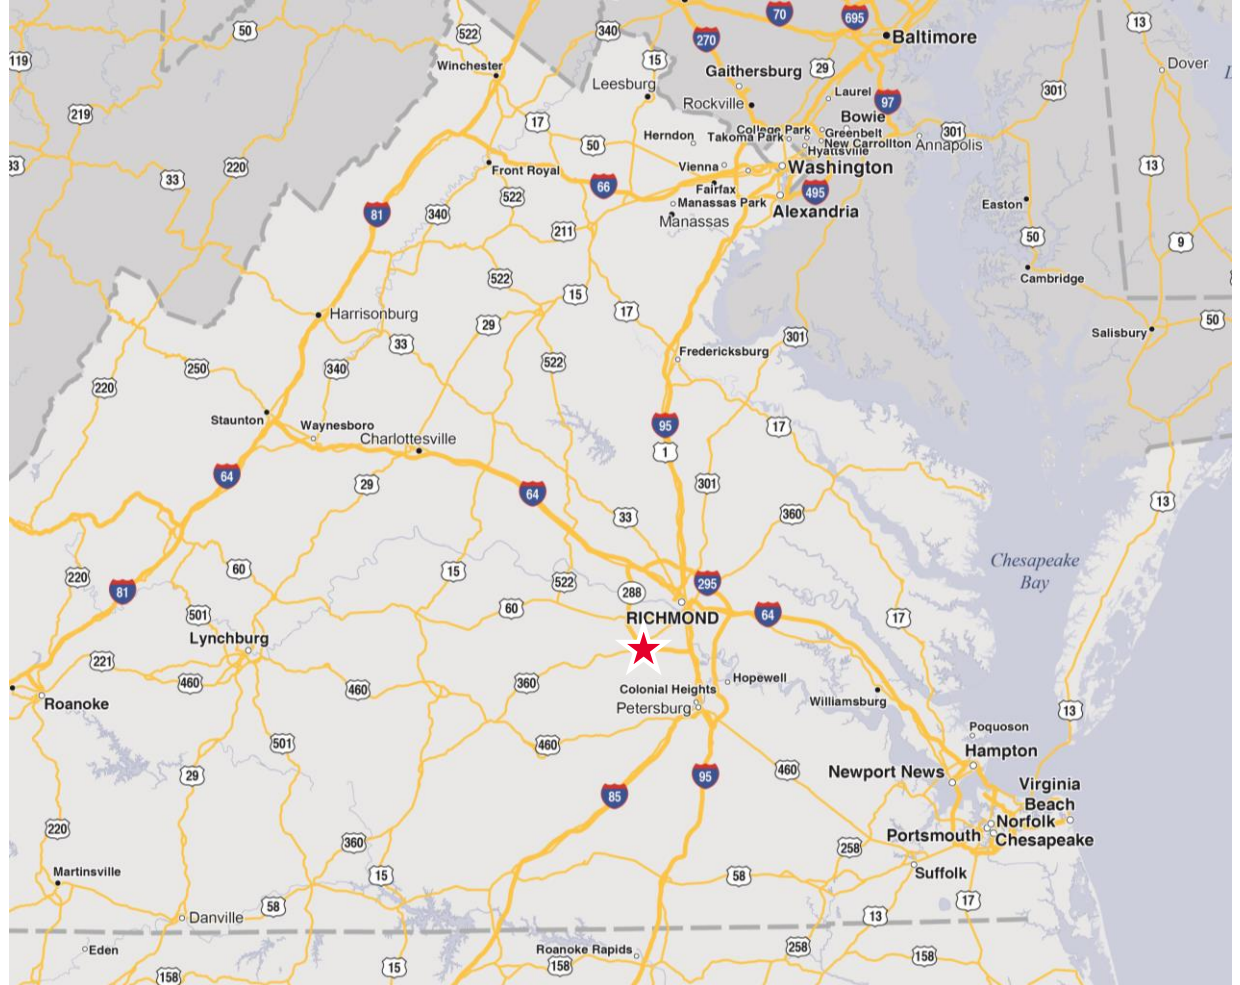 70
695
13
50
522
340
Baltimore
270
119
Winchester
15
Gaithersburg
29
Dover
Leesburg
301
Laurel
97
Rockville
219
17
Bowie
College Park
Greenbelt
301
Herndon
Takoma Park
New Carrollton
Annapolis
50
Hyattsville
33
220
Vienna
Washington
13
33
Front Royal
66
Fairfax
495
522
Manassas Park
Easton
81
340
Manassas
Alexandria
211
50
9
522
Cambridge
15
17
Harrisonburg
29
50
Salisbury
33
301
Fredericksburg
522
250
340
220
Staunton
Waynesboro
95
17
Charlottesville
1
64
29
301
64
13
33
360
Chesapeake
Bay
60
15
220
522
295
81
288
501
60
RICHMOND
64
17
Lynchburg
221
460
460
360
Hopewell
Colonial Heights
Petersburg
Williamsburg
Roanoke
13
Poquoson
501
460
Hampton
29
95
460
Newport News
Virginia
Beach
85
Norfolk
220
Portsmouth
Chesapeake
360
258
Martinsville
15
58
Suffolk
58
17
Danville
13
Eden
Roanoke Rapids
258
158
15
158
158